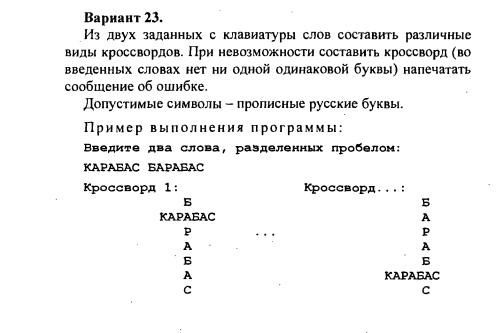 Вариант 23.
Из двух заданных с клавиатуры слов составить различные
виды кроссвордов. При невозможности составить кроссворд (во
введенных словах нет ни одной одинаковой буквы) напечатать
сообщение об ошибке.
Допустимые символы – прописные русские буквы.
Пример выполнения программы:
Введите два слова, разделенных пробелом:
КАРАБАС БАРАБАС
Кроссворд 1: Кроссворд...:
Б Б
КАРАБАС А
Р ... Р
А А
Б Б
А КАРАБАС
С С